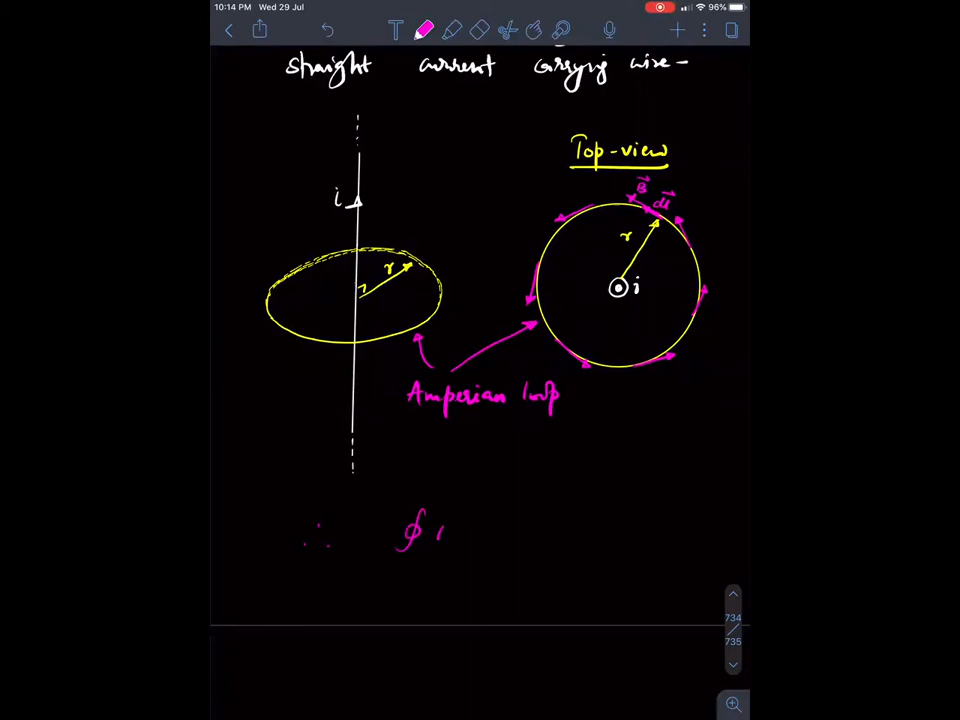 10:14 PM Wed 29 Jul
96%
T
straight current carrying wire-
Top-view
i
B
dl
r
r
i
Amperian loop
∴ ∮
734
735